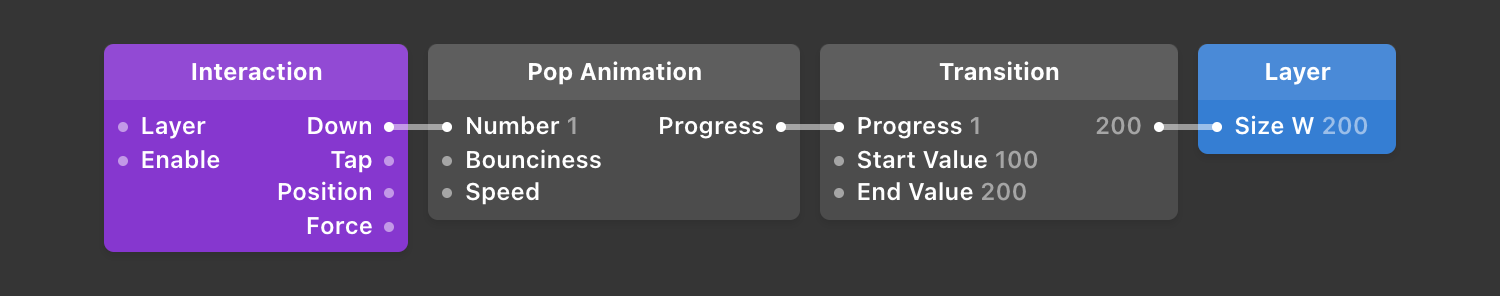 Interaction
Layer Down
Enable Tap
Position
Force
Pop Animation
Number 1 Progress
Bounciness
Speed
Transition
Progress 1 200
Start Value 100
End Value 200
Layer
Size W 200